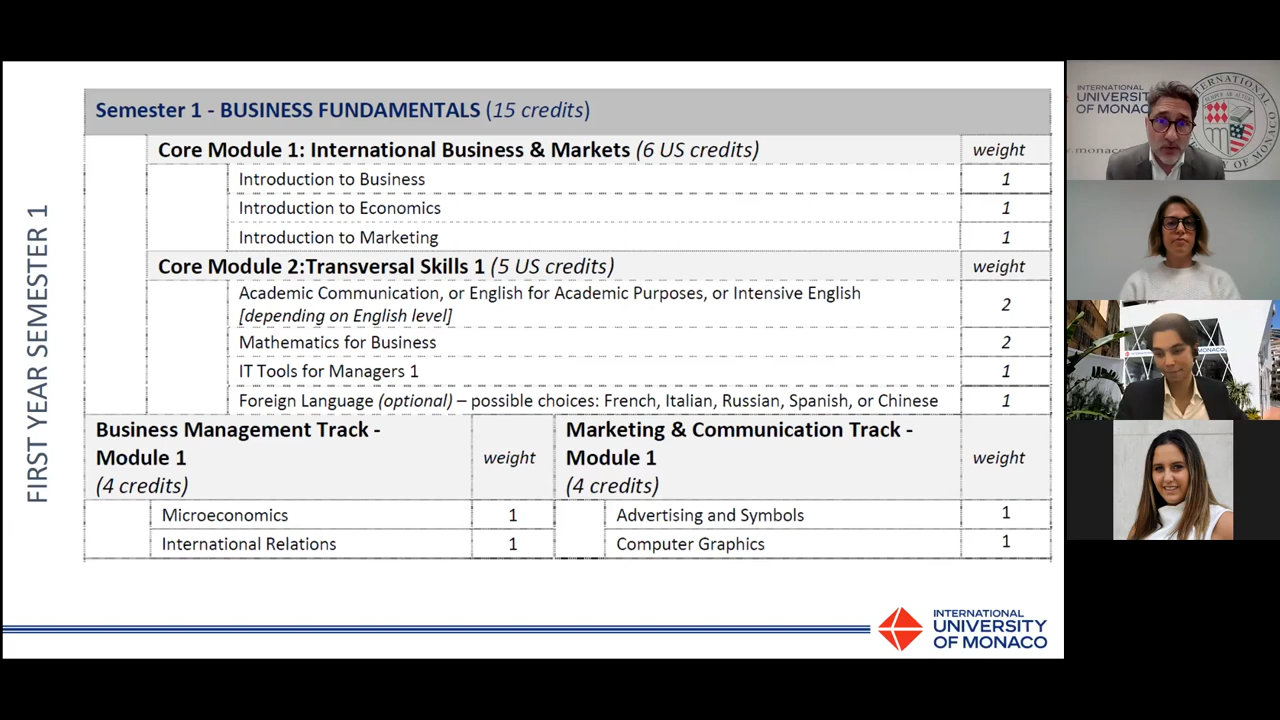 FIRST YEAR SEMESTER 1
Semester 1 - BUSINESS FUNDAMENTALS (15 credits)
Core Module 1: International Business & Markets (6 US credits) weight
Introduction to Business 1
Introduction to Economics 1
Introduction to Marketing 1
Core Module 2:Transversal Skills 1 (5 US credits) weight
Academic Communication, or English for Academic Purposes, or Intensive English
[depending on English level] 2
Mathematics for Business 2
IT Tools for Managers 1 1
Foreign Language (optional) – possible choices: French, Italian, Russian, Spanish, or Chinese 1
Business Management Track -
Module 1
(4 credits)
weight
Microeconomics 1
International Relations 1
Marketing & Communication Track -
Module 1
(4 credits)
weight
Advertising and Symbols 1
Computer Graphics 1
INTERNATIONAL
UNIVERSITY
OF MONACO
INTERNATIONAL
UNIVERSITY
OF MONACO